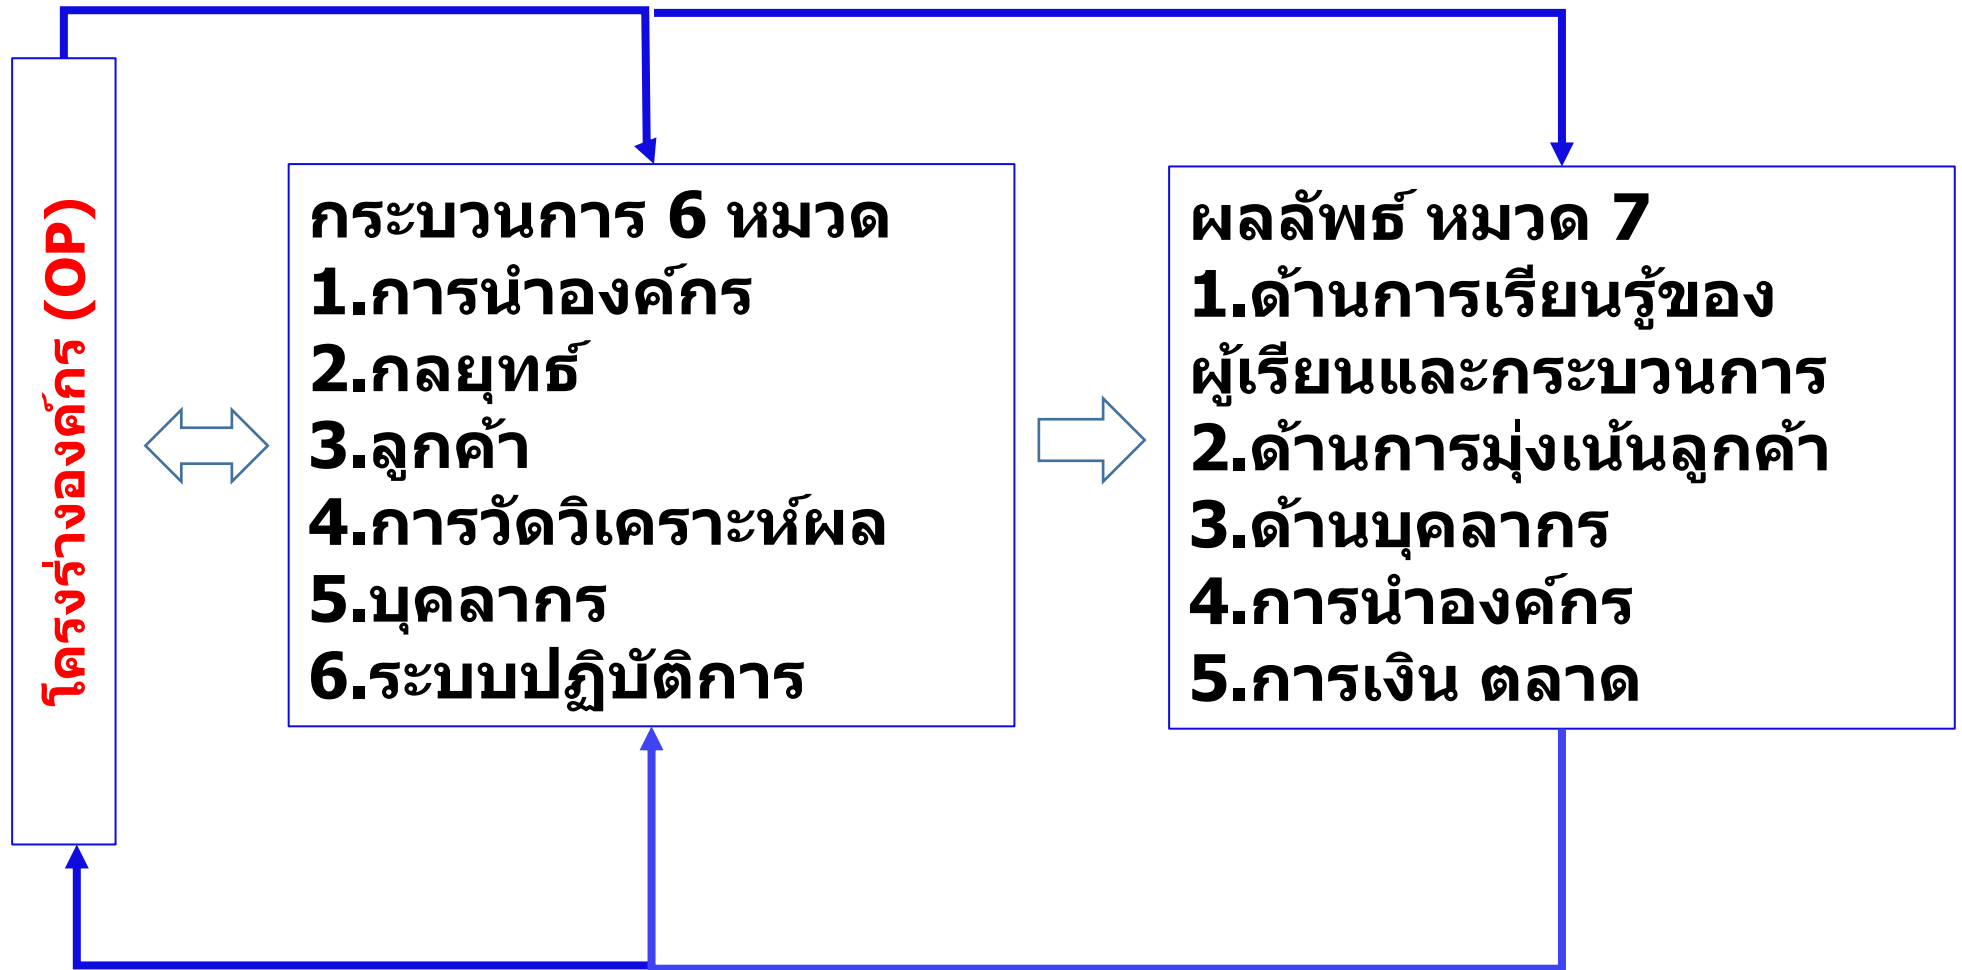 โครงร่างองค์กร (OP)
กระบวนการ 6 หมวด
1.การนำองค์กร
2.กลยุทธ์
3.ลูกค้า
4.การวัดวิเคราะห์ผล
5.บุคลากร
6.ระบบปฏิบัติการ
ผลลัพธ์ หมวด 7
1.ด้านการเรียนรู้ของ
ผู้เรียนและกระบวนการ
2.ด้านการมุ่งเน้นลูกค้า
3.ด้านบุคลากร
4.การนำองค์กร
5.การเงิน ตลาด